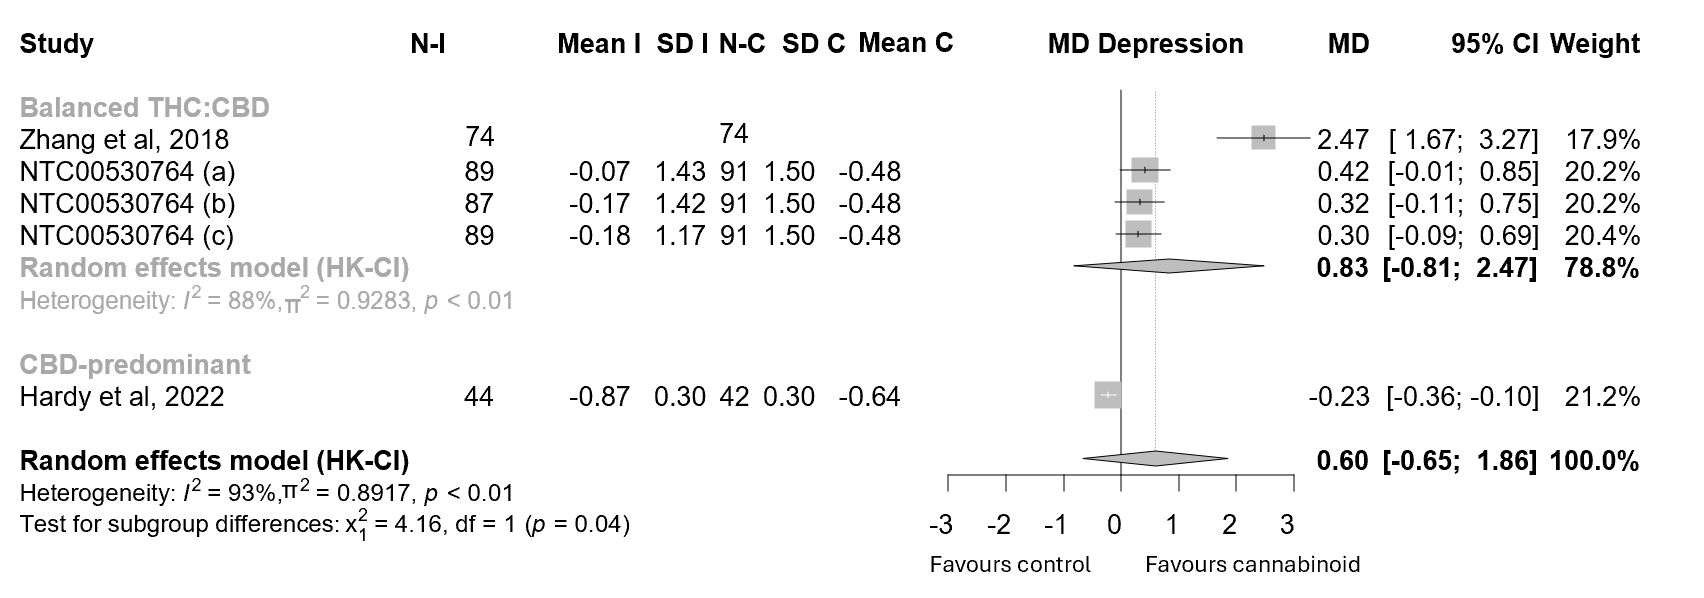 Study N-I Mean I SD I N-C SD C Mean C MD Depression MD 95% CI Weight
Balanced THC:CBD
Zhang et al, 2018 74 74 2.47 [ 1.67; 3.27] 17.9%
NTC00530764 (a) 89 -0.07 1.43 91 1.50 -0.48 0.42 [-0.01; 0.85] 20.2%
NTC00530764 (b) 87 -0.17 1.42 91 1.50 -0.48 0.32 [-0.11; 0.75] 20.2%
NTC00530764 (c) 89 -0.18 1.17 91 1.50 -0.48 0.30 [-0.09; 0.69] 20.4%
Random effects model (HK-CI) 0.83 [-0.81; 2.47] 78.8%
Heterogeneity: I² = 88%,π² = 0.9283, p < 0.01
CBD-predominant
Hardy et al, 2022 44 -0.87 0.30 42 0.30 -0.64 -0.23 [-0.36; -0.10] 21.2%
Random effects model (HK-CI) 0.60 [-0.65; 1.86] 100.0%
Heterogeneity: I² = 93%,π² = 0.8917, p < 0.01
Test for subgroup differences: x₁² = 4.16, df = 1 (p = 0.04)
-3 -2 -1 0 1 2 3
Favours control Favours cannabinoid